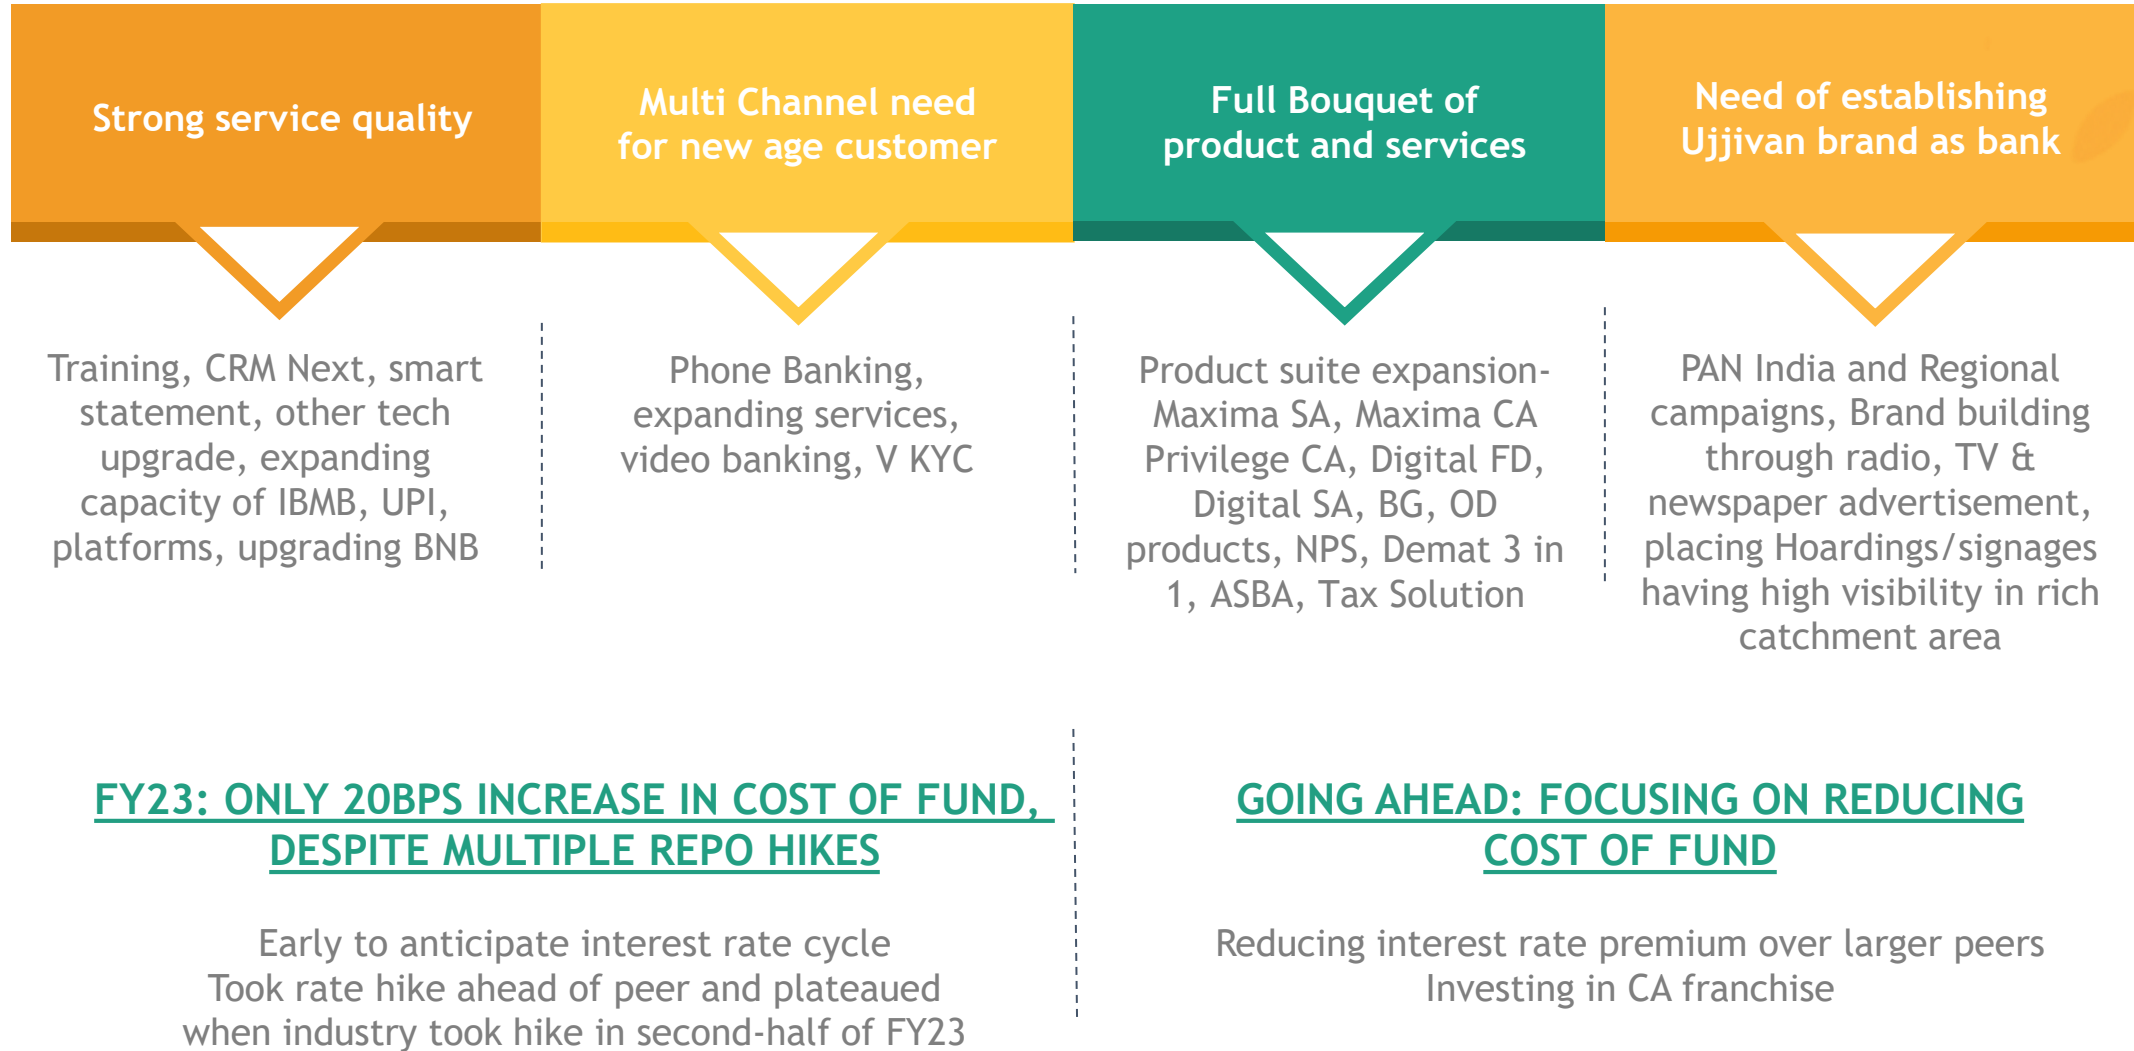 Strong service quality
Multi Channel need
for new age customer
Full Bouquet of
product and services
Need of establishing
Ujjivan brand as bank
Training, CRM Next, smart
statement, other tech
upgrade, expanding
capacity of IBMB, UPI,
platforms, upgrading BNB
Phone Banking,
expanding services,
video banking, V KYC
Product suite expansion-
Maxima SA, Maxima CA
Privilege CA, Digital FD,
Digital SA, BG, OD
products, NPS, Demat 3 in
1, ASBA, Tax Solution
PAN India and Regional
campaigns, Brand building
through radio, TV &
newspaper advertisement,
placing Hoardings/signages
having high visibility in rich
catchment area
FY23: ONLY 20BPS INCREASE IN COST OF FUND,
DESPITE MULTIPLE REPO HIKES
Early to anticipate interest rate cycle
Took rate hike ahead of peer and plateaued
when industry took hike in second-half of FY23
GOING AHEAD: FOCUSING ON REDUCING
COST OF FUND
Reducing interest rate premium over larger peers
Investing in CA franchise